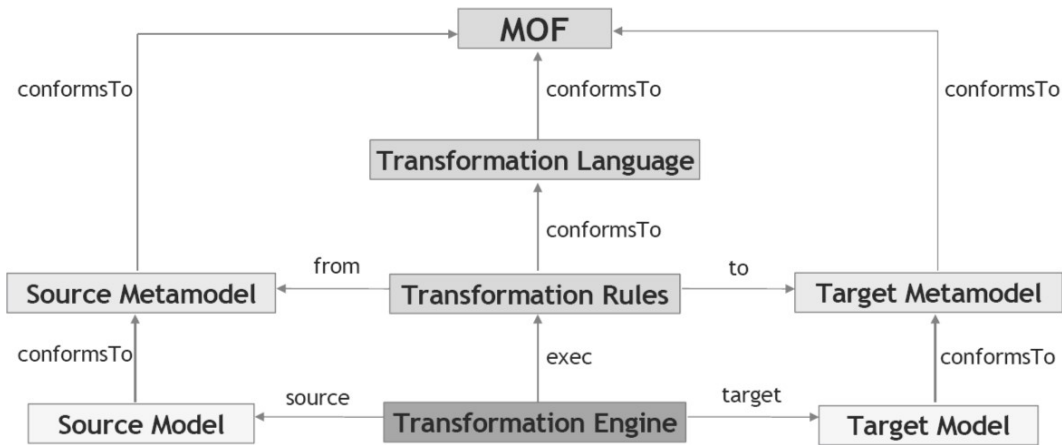 MOF
conformsTo
conformsTo
conformsTo
Transformation Language
conformsTo
from
to
Source Metamodel
Transformation Rules
Target Metamodel
conformsTo
exec
conformsTo
source
target
Source Model
Transformation Engine
Target Model